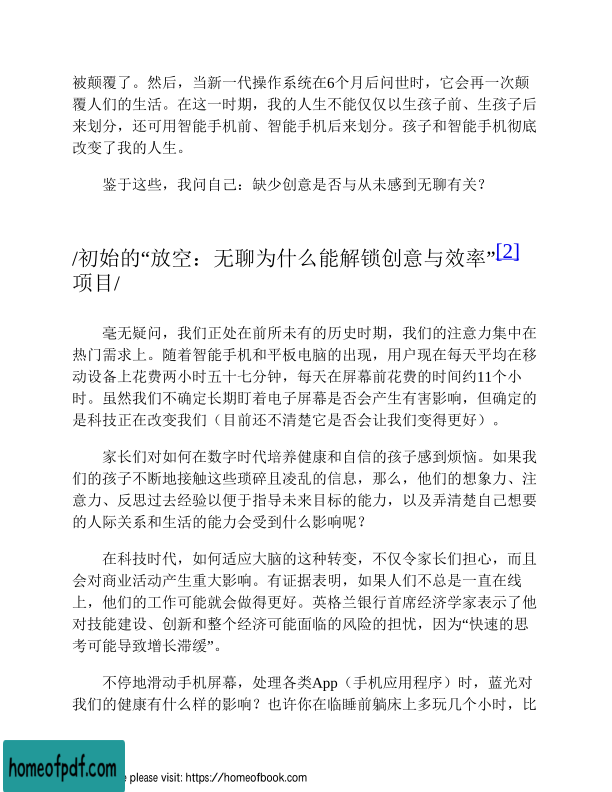 被颠覆了。然后，当新一代操作系统在6个月后问世时，它会再一次颠
覆人们的生活。在这一时期，我的人生不能仅仅以生孩子前、生孩子后
来划分，还可用智能手机前、智能手机后来划分。孩子和智能手机彻底
改变了我的人生。
鉴于这些，我问自己：缺少创意是否与从未感到无聊有关？
/初始的“放空：无聊为什么能解锁创意与效率”[2]
项目/
毫无疑问，我们正处在前所未有的历史时期，我们的注意力集中在
热门需求上。随着智能手机和平板电脑的出现，用户现在每天平均在移
动设备上花费两小时五十七分钟，每天在屏幕前花费的时间约11个小
时。虽然我们不确定长期盯着电子屏幕是否会产生有害影响，但确定的
是科技正在改变我们（目前还不清楚它是否会让我们变得更好）。
家长们对如何在数字时代培养健康和自信的孩子感到烦恼。如果我
们的孩子不断地接触这些琐碎且凌乱的信息，那么，他们的想象力、注
意力、反思过去经验以便于指导未来目标的能力，以及弄清楚自己想要
的人际关系和生活的能力会受到什么影响呢？
在科技时代，如何适应大脑的这种转变，不仅令家长们担心，而且
会对商业活动产生重大影响。有证据表明，如果人们不总是一直在线
上，他们的工作可能就会做得更好。英格兰银行首席经济学家表示了他
对技能建设、创新和整个经济可能面临的风险的担忧，因为“快速的思
考可能导致增长滞缓”。
不停地滑动手机屏幕，处理各类App（手机应用程序）时，蓝光对
我们的健康有什么样的影响？也许你在临睡前躺床上多玩几个小时，比
homeofpdf.com
please visit: https://homeofbook.com